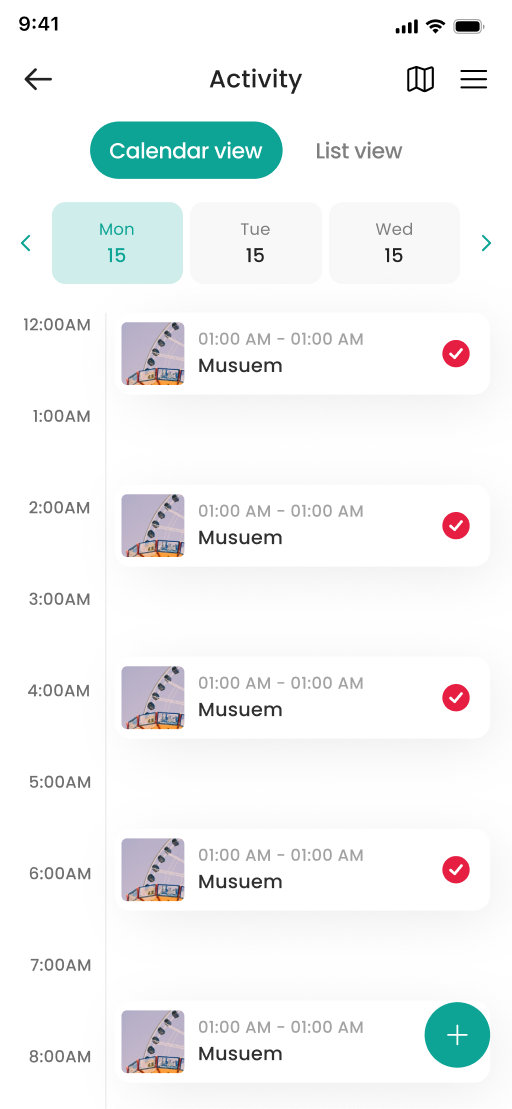 9:41
Activity
Calendar view
List view
Mon
15
Tue
15
Wed
15
12:00AM
01:00 AM - 01:00 AM
Musuem
1:00AM
2:00AM
01:00 AM - 01:00 AM
Musuem
3:00AM
4:00AM
01:00 AM - 01:00 AM
Musuem
5:00AM
6:00AM
01:00 AM - 01:00 AM
Musuem
7:00AM
8:00AM
01:00 AM - 01:00 AM
Musuem